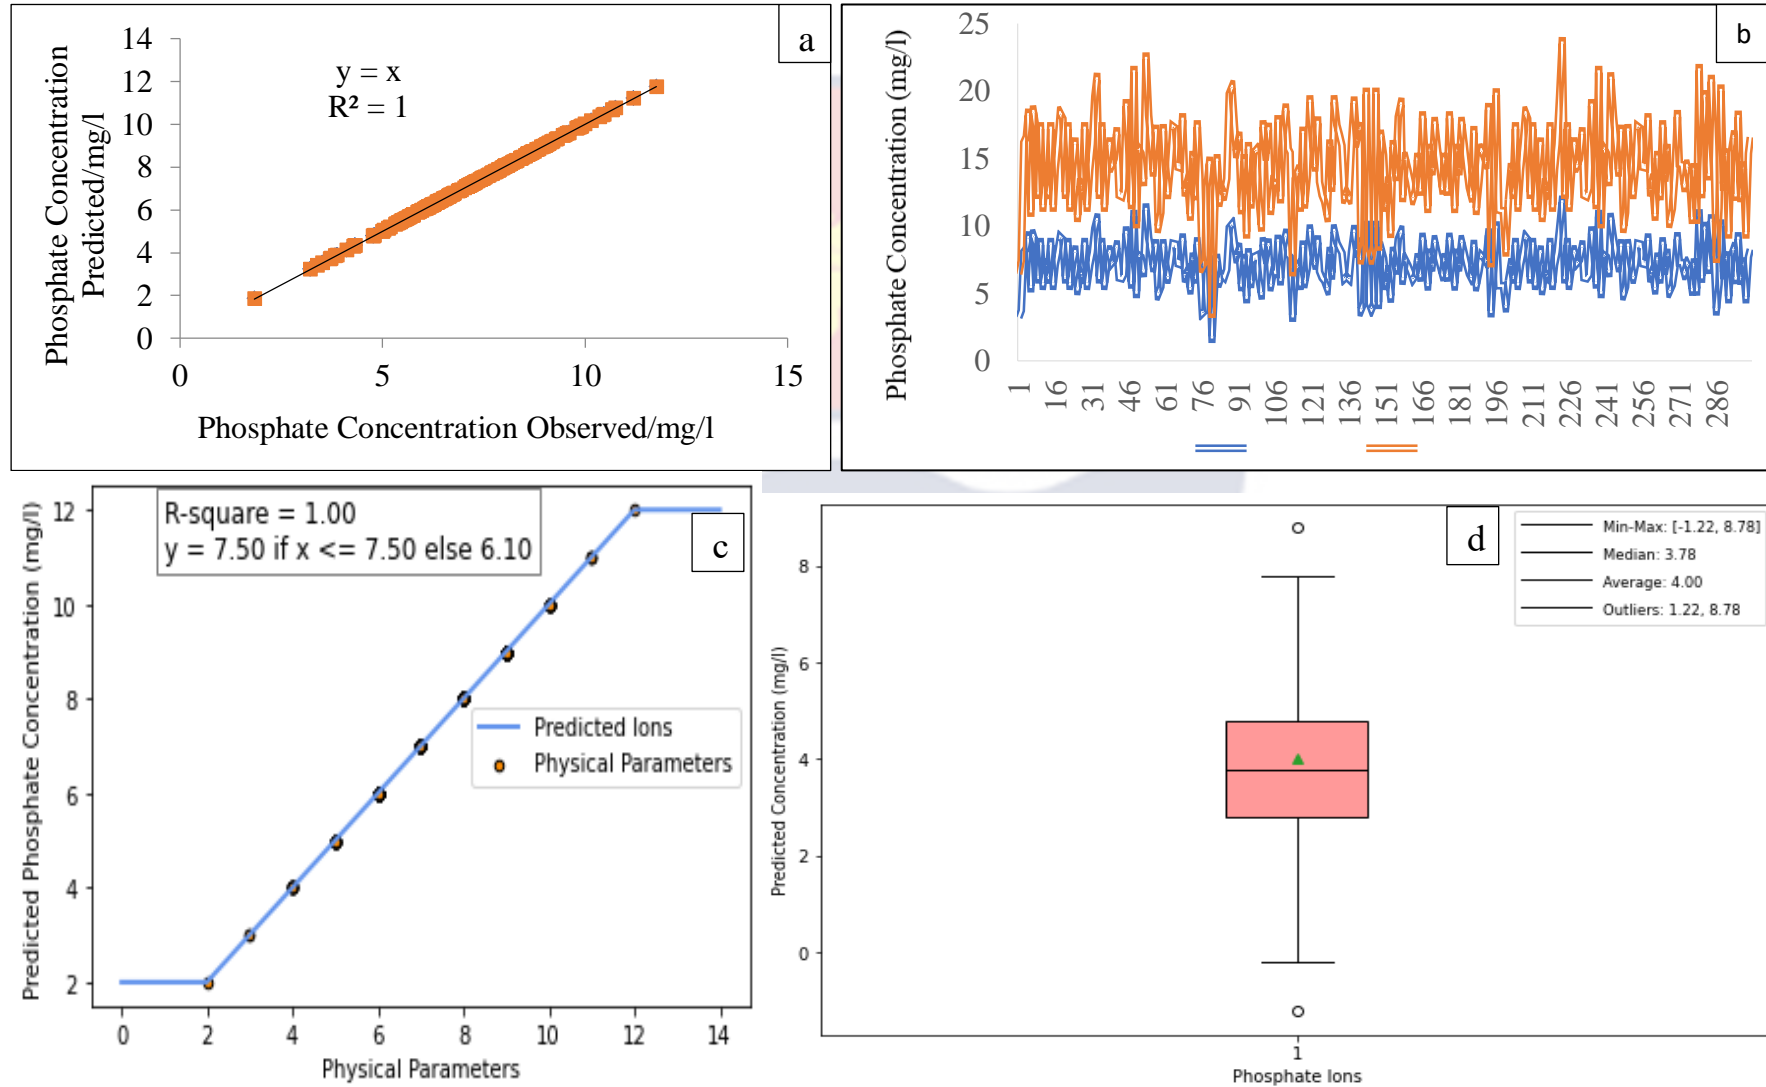 a
Phosphate Concentration
Predicted/mg/l
14
12
10
8
6
4
2
0
y = x
R² = 1
0 5 10 15
Phosphate Concentration Observed/mg/l
b
Phosphate Concentration (mg/l)
25
20
15
10
5
0
1 16 31 46 61 76 91 106 121 136 151 166 181 196 211 226 241 256 271 286
c
Predicted Phosphate Concentration (mg/l)
12
10
8
6
4
2
R-square = 1.00
y = 7.50 if x <= 7.50 else 6.10
Predicted Ions
Physical Parameters
0 2 4 6 8 10 12 14
Physical Parameters
d
Predicted Concentration (mg/l)
8
6
4
2
0
Min-Max: [-1.22, 8.78]
Median: 3.78
Average: 4.00
Outliers: 1.22, 8.78
1
Phosphate Ions